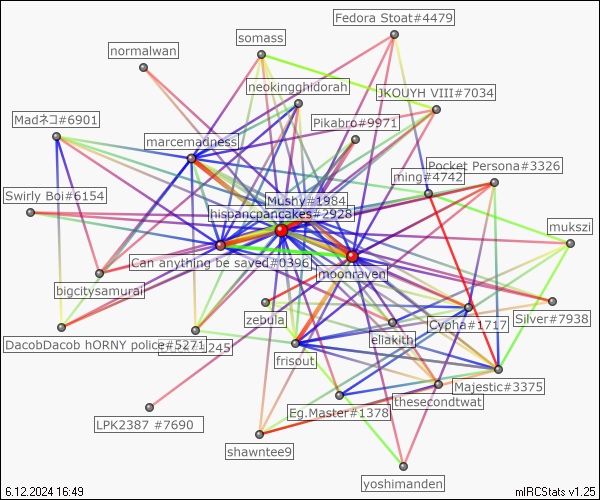 Fedora Stoat#4479
somass
normalwan
neokingghidorah
JKOUYH VIII#7034
Madネコ#6901
Pikabro#9971
marcemadness
Pocket Persona#3326
ming#4742
Swirly Boi#6154
Mushy#1984
hispancpancakes#2928
mukszi
Can anything be saved#0396
moonraven
bigcitysamurai
Silver#7938
zebula
Cypha#1717
DacobDacob hORNY police#5271
1245
eliakith
frisout
Majestic#3375
thesecondtwat
Eg.Master#1378
LPK2387 #7690
shawntee9
yoshimanden
6.12.2024 16:49
mIRCStats v1.25